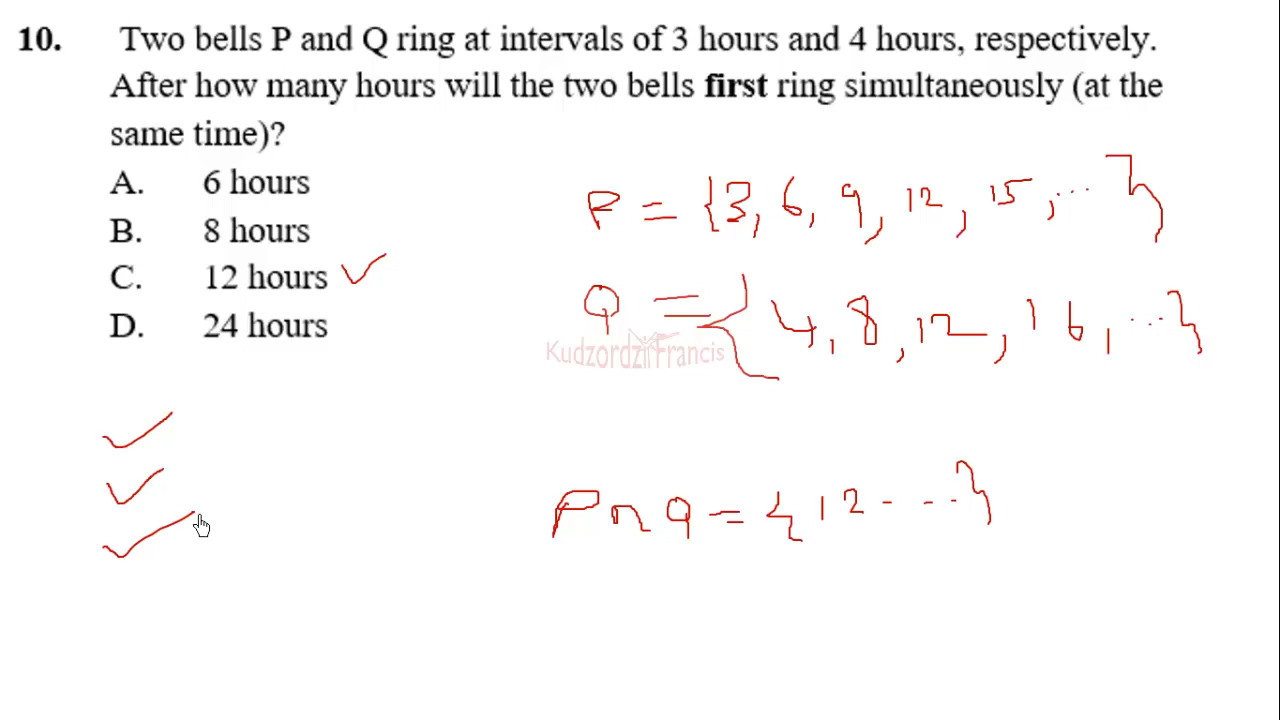 10. Two bells P and Q ring at intervals of 3 hours and 4 hours, respectively.
After how many hours will the two bells first ring simultaneously (at the
same time)?
A. 6 hours
B. 8 hours
C. 12 hours ✓
D. 24 hours
P = {3, 6, 9, 12, 15, ... }
Q = {4, 8, 12, 16, ... }
Kudzordzi Francis
P n Q = {12 - ... }